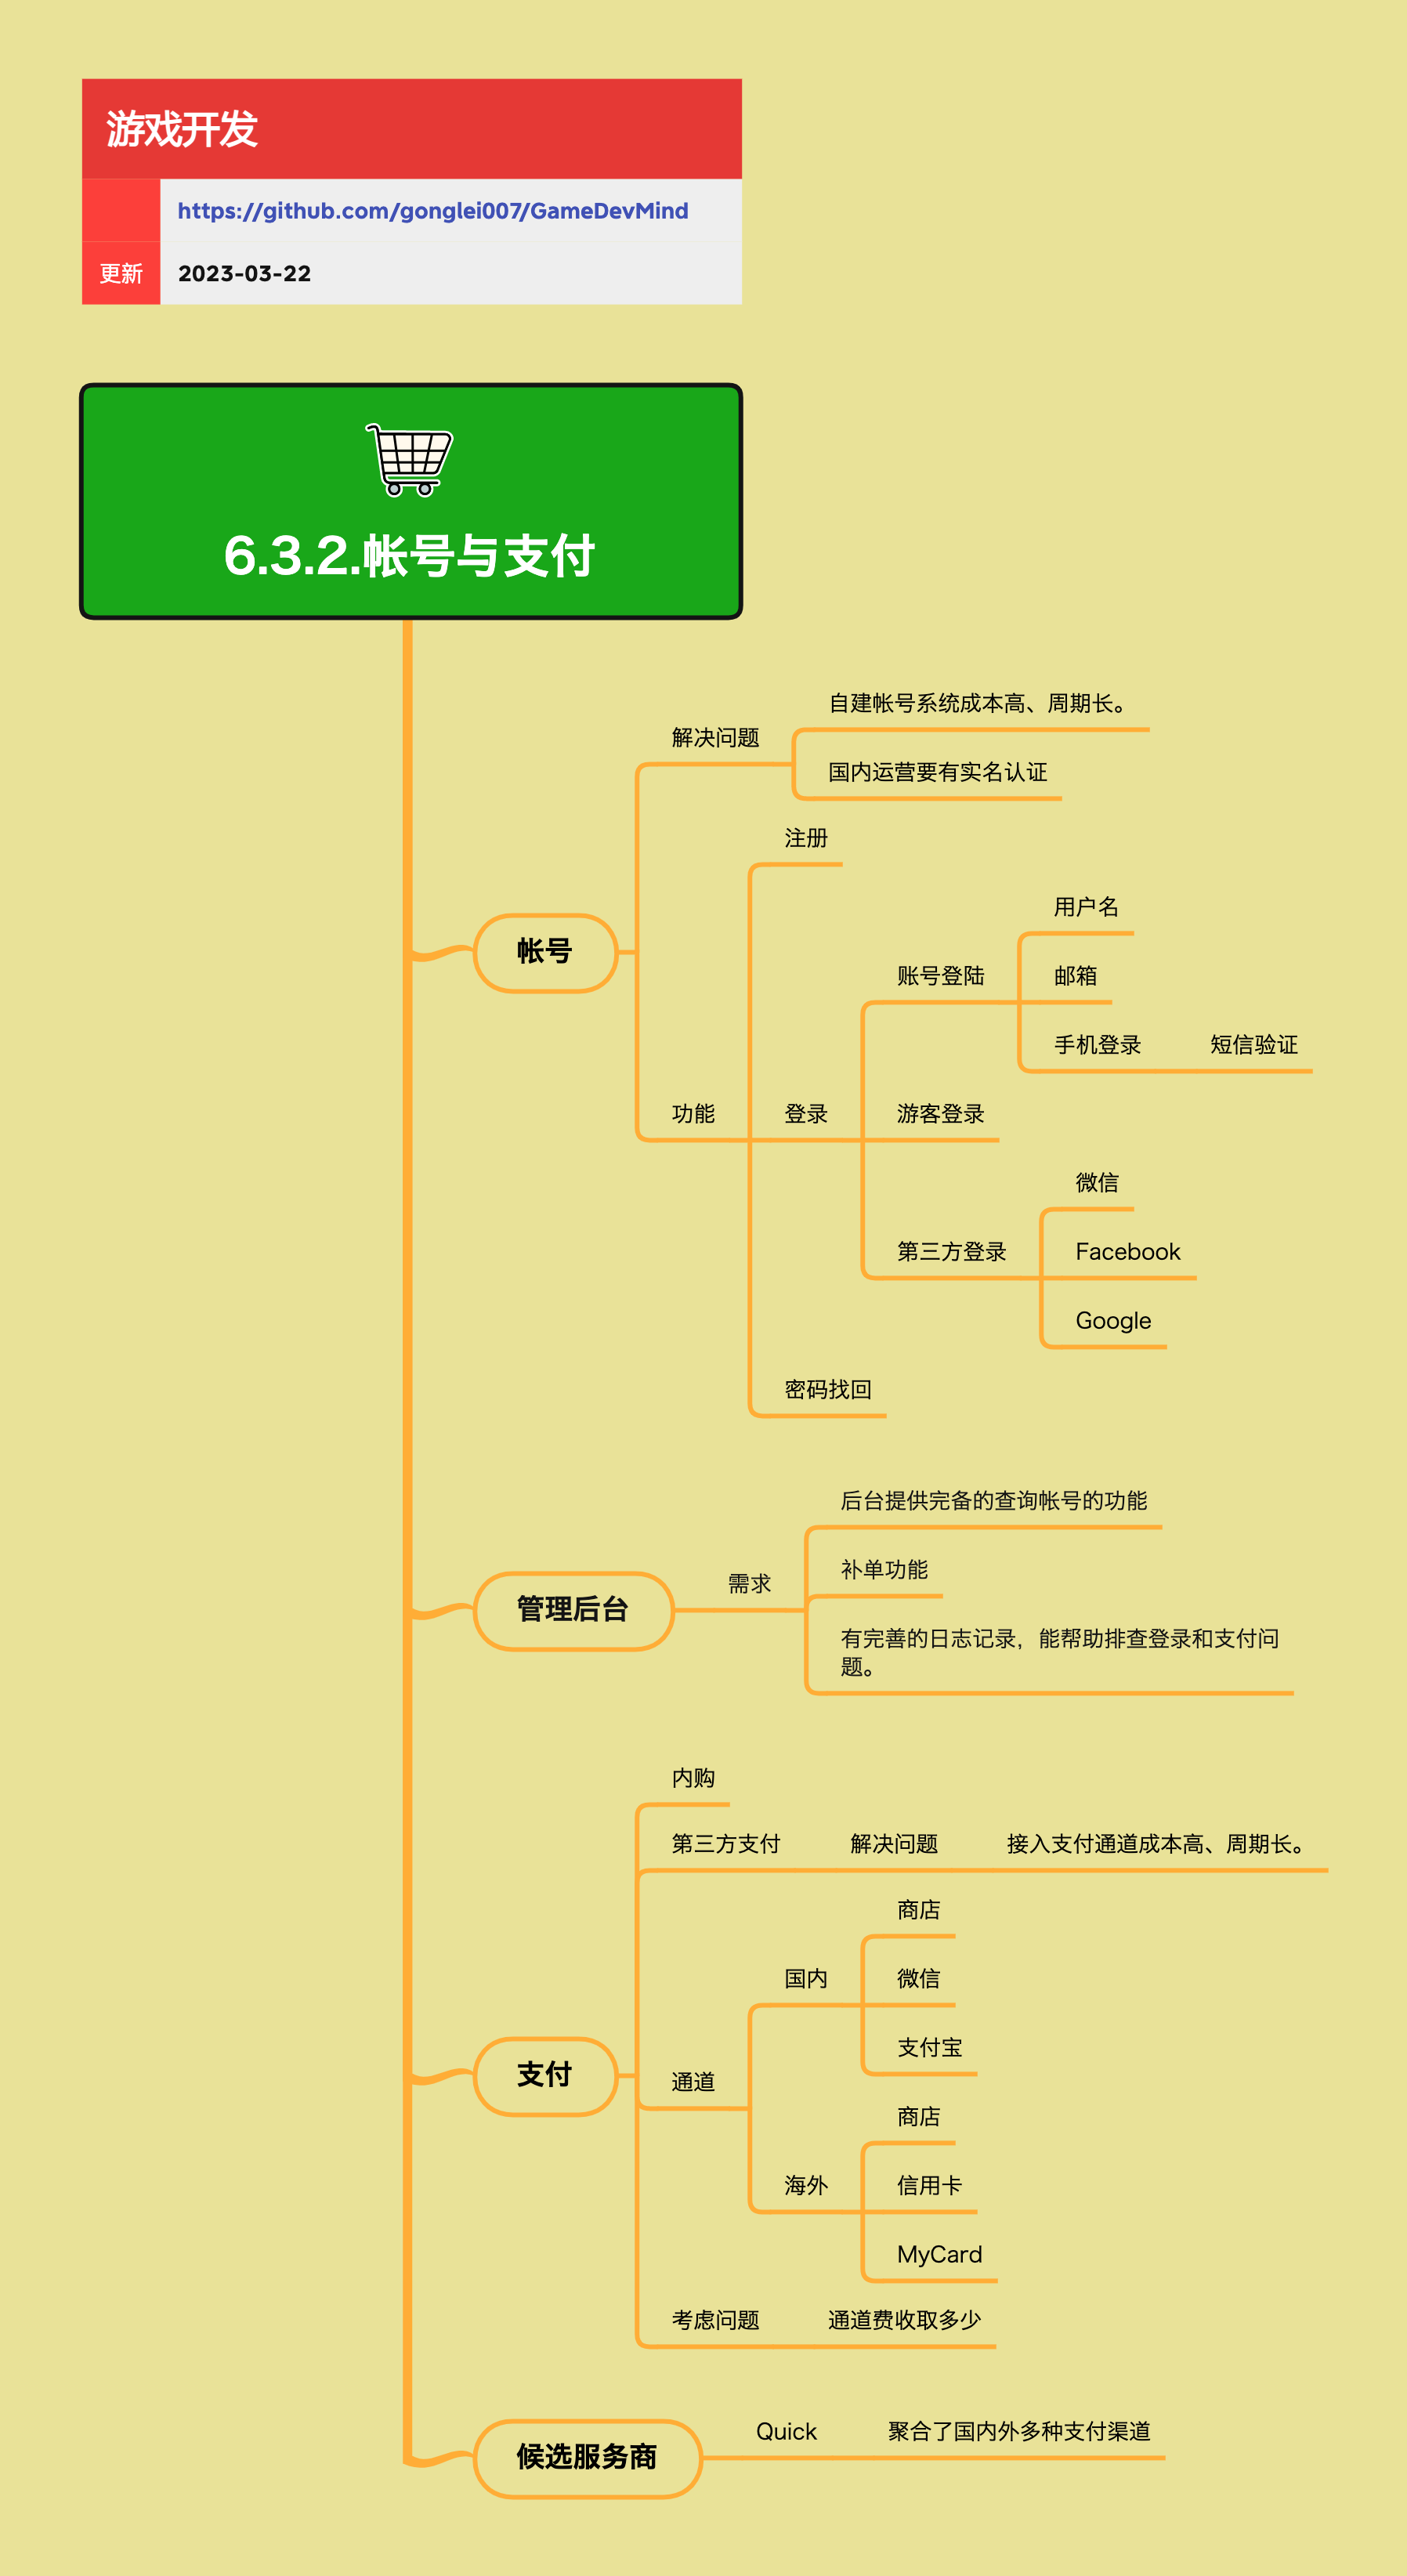 游戏开发
https://github.com/gonglei007/GameDevMind
更新
2023-03-22
6.3.2.帐号与支付
帐号
解决问题
自建帐号系统成本高、周期长。
国内运营要有实名认证
功能
注册
登录
账号登陆
用户名
邮箱
手机登录
短信验证
游客登录
第三方登录
微信
Facebook
Google
密码找回
管理后台
需求
后台提供完备的查询帐号的功能
补单功能
有完善的日志记录，能帮助排查登录和支付问
题。
支付
内购
第三方支付
解决问题
接入支付通道成本高、周期长。
通道
国内
商店
微信
支付宝
海外
商店
信用卡
MyCard
考虑问题
通道费收取多少
候选服务商
Quick
聚合了国内外多种支付渠道